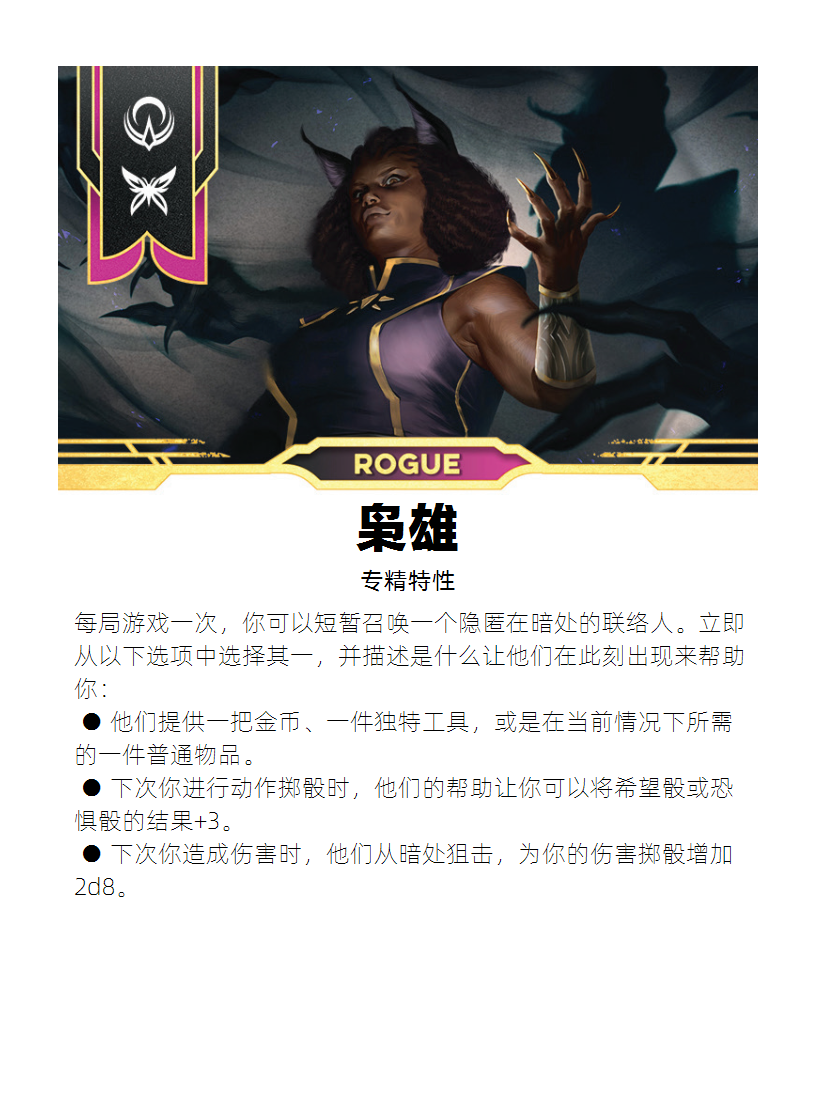 ROGUE
枭雄
专精特性
每局游戏一次，你可以短暂召唤一个隐匿在暗处的联络人。立即
从以下选项中选择其一，并描述是什么让他们在此刻出现来帮助
你：
● 他们提供一把金币、一件独特工具，或是在当前情况下所需
的一件普通物品。
● 下次你进行动作掷骰时，他们的帮助让你可以将希望骰或恐
惧骰的结果+3。
● 下次你造成伤害时，他们从暗处狙击，为你的伤害掷骰增加
2d8。